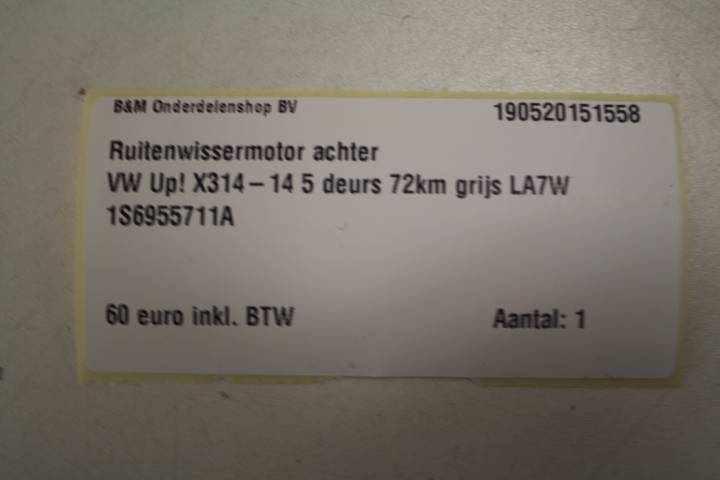 B&M Onderdelenshop BV
190520151558
Ruitenwissermotor achter
VW Up! X314 – 14 5 deurs 72km grijs LA7W
1S6955711A
60 euro inkl. BTW
Aantal: 1